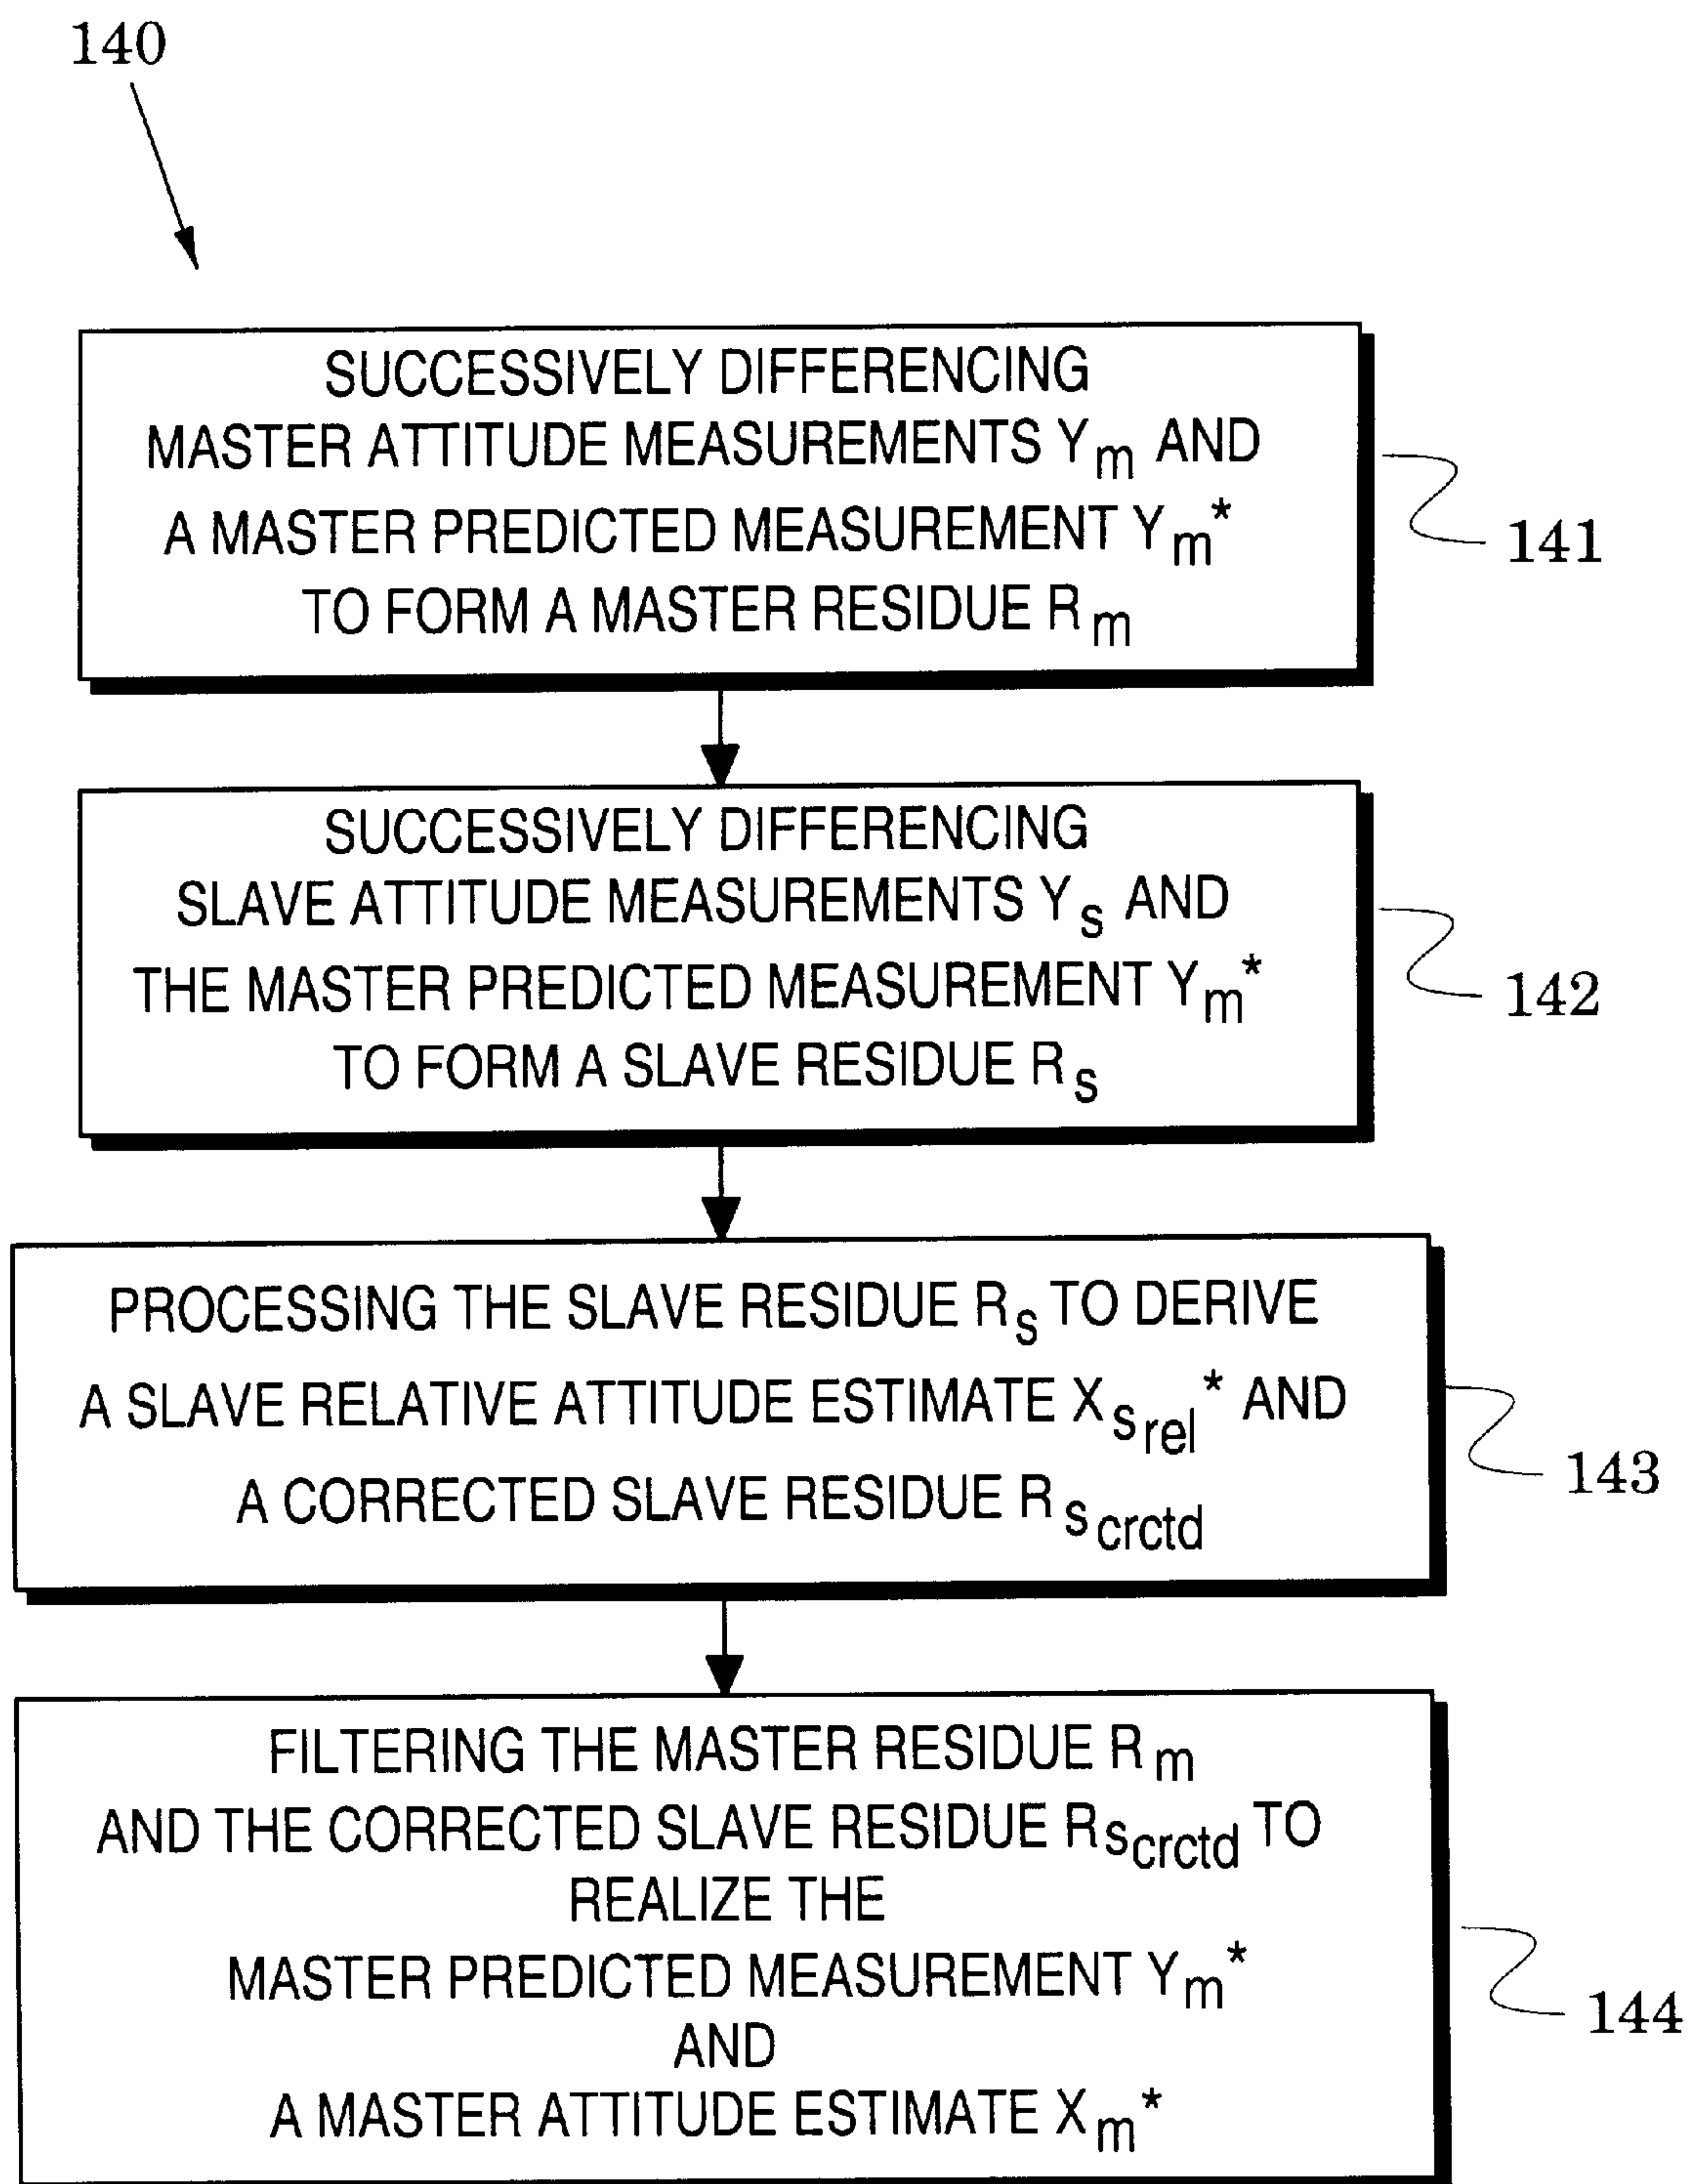 140
SUCCESSIVELY DIFFERENCING
MASTER ATTITUDE MEASUREMENTS Ym AND
A MASTER PREDICTED MEASUREMENT Ym*
TO FORM A MASTER RESIDUE Rm
141
SUCCESSIVELY DIFFERENCING
SLAVE ATTITUDE MEASUREMENTS Ys AND
THE MASTER PREDICTED MEASUREMENT Ym*
TO FORM A SLAVE RESIDUE Rs
142
PROCESSING THE SLAVE RESIDUE Rs TO DERIVE
A SLAVE RELATIVE ATTITUDE ESTIMATE Xsrel* AND
A CORRECTED SLAVE RESIDUE Rscrctd
143
FILTERING THE MASTER RESIDUE Rm
AND THE CORRECTED SLAVE RESIDUE Rscrctd TO
REALIZE THE
MASTER PREDICTED MEASUREMENT Ym*
AND
A MASTER ATTITUDE ESTIMATE Xm*
144